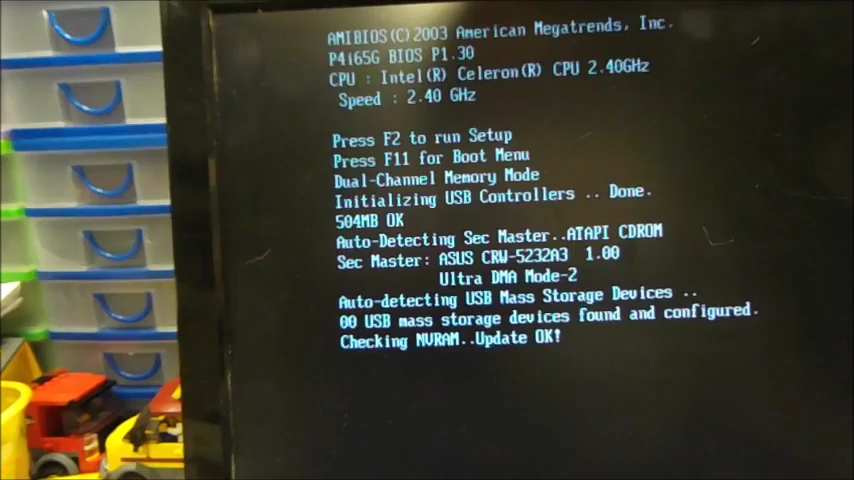 AMIBIOS(C)2003 American Megatrends, Inc.
P4i65G BIOS P1.30
CPU : Intel(R) Celeron(R) CPU 2.40GHz
Speed : 2.40 GHz
Press F2 to run Setup
Press F11 for Boot Menu
Dual-Channel Memory Mode
Initializing USB Controllers .. Done.
504MB OK
Auto-Detecting Sec Master..ATAPI CDROM
Sec Master: ASUS CRW-5232A3 1.00
Ultra DMA Mode-2
Auto-detecting USB Mass Storage Devices ..
00 USB mass storage devices found and configured.
Checking NVRAM..Update OK!